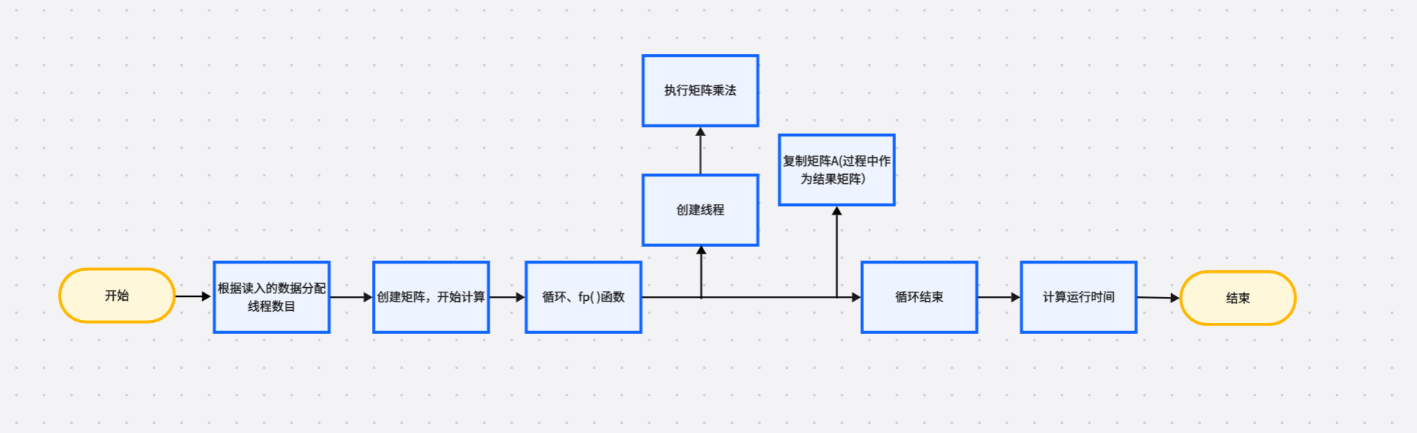 执行矩阵乘法
复制矩阵A(过程中作
为结果矩阵）
创建线程
开始
根据读入的数据分配
线程数目
创建矩阵，开始计算
循环、fp( )函数
循环结束
计算运行时间
结束